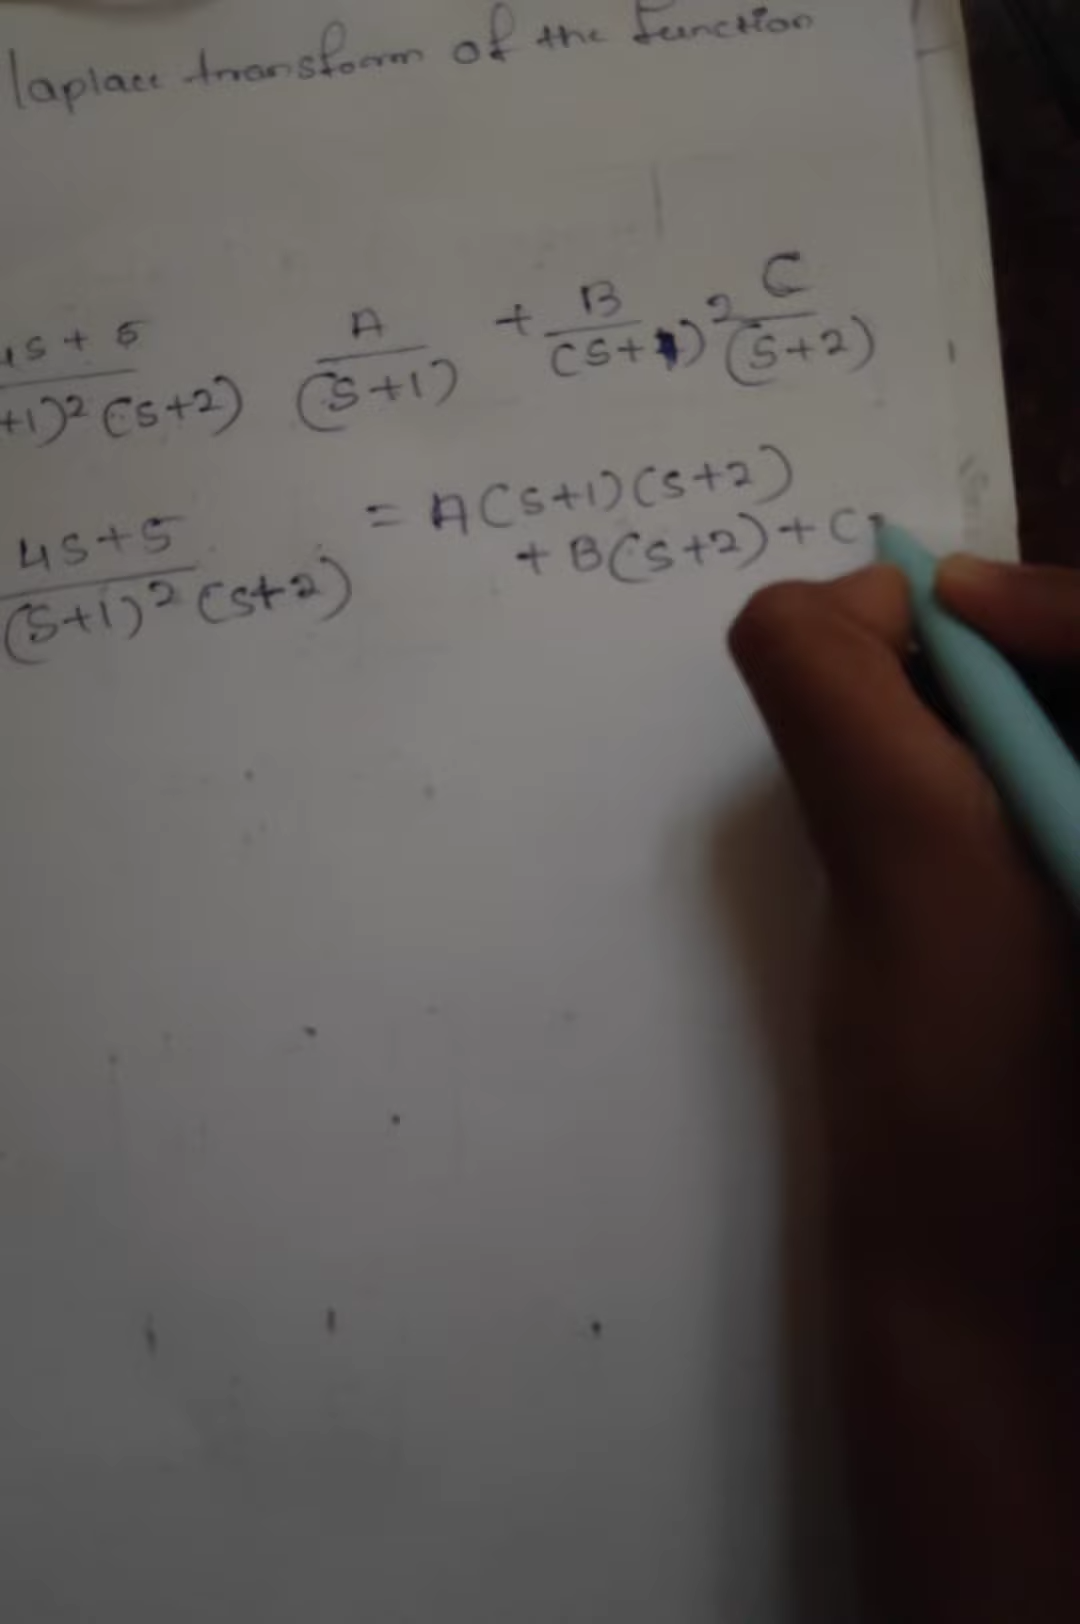 laplace transform of the function
4s + 5 A + B C
+1)² (s+2) (s+1) (s+1)² (s+2)
4s+5 = A(s+1)(s+2)
(s+1)² (s+2) + B(s+2) + C